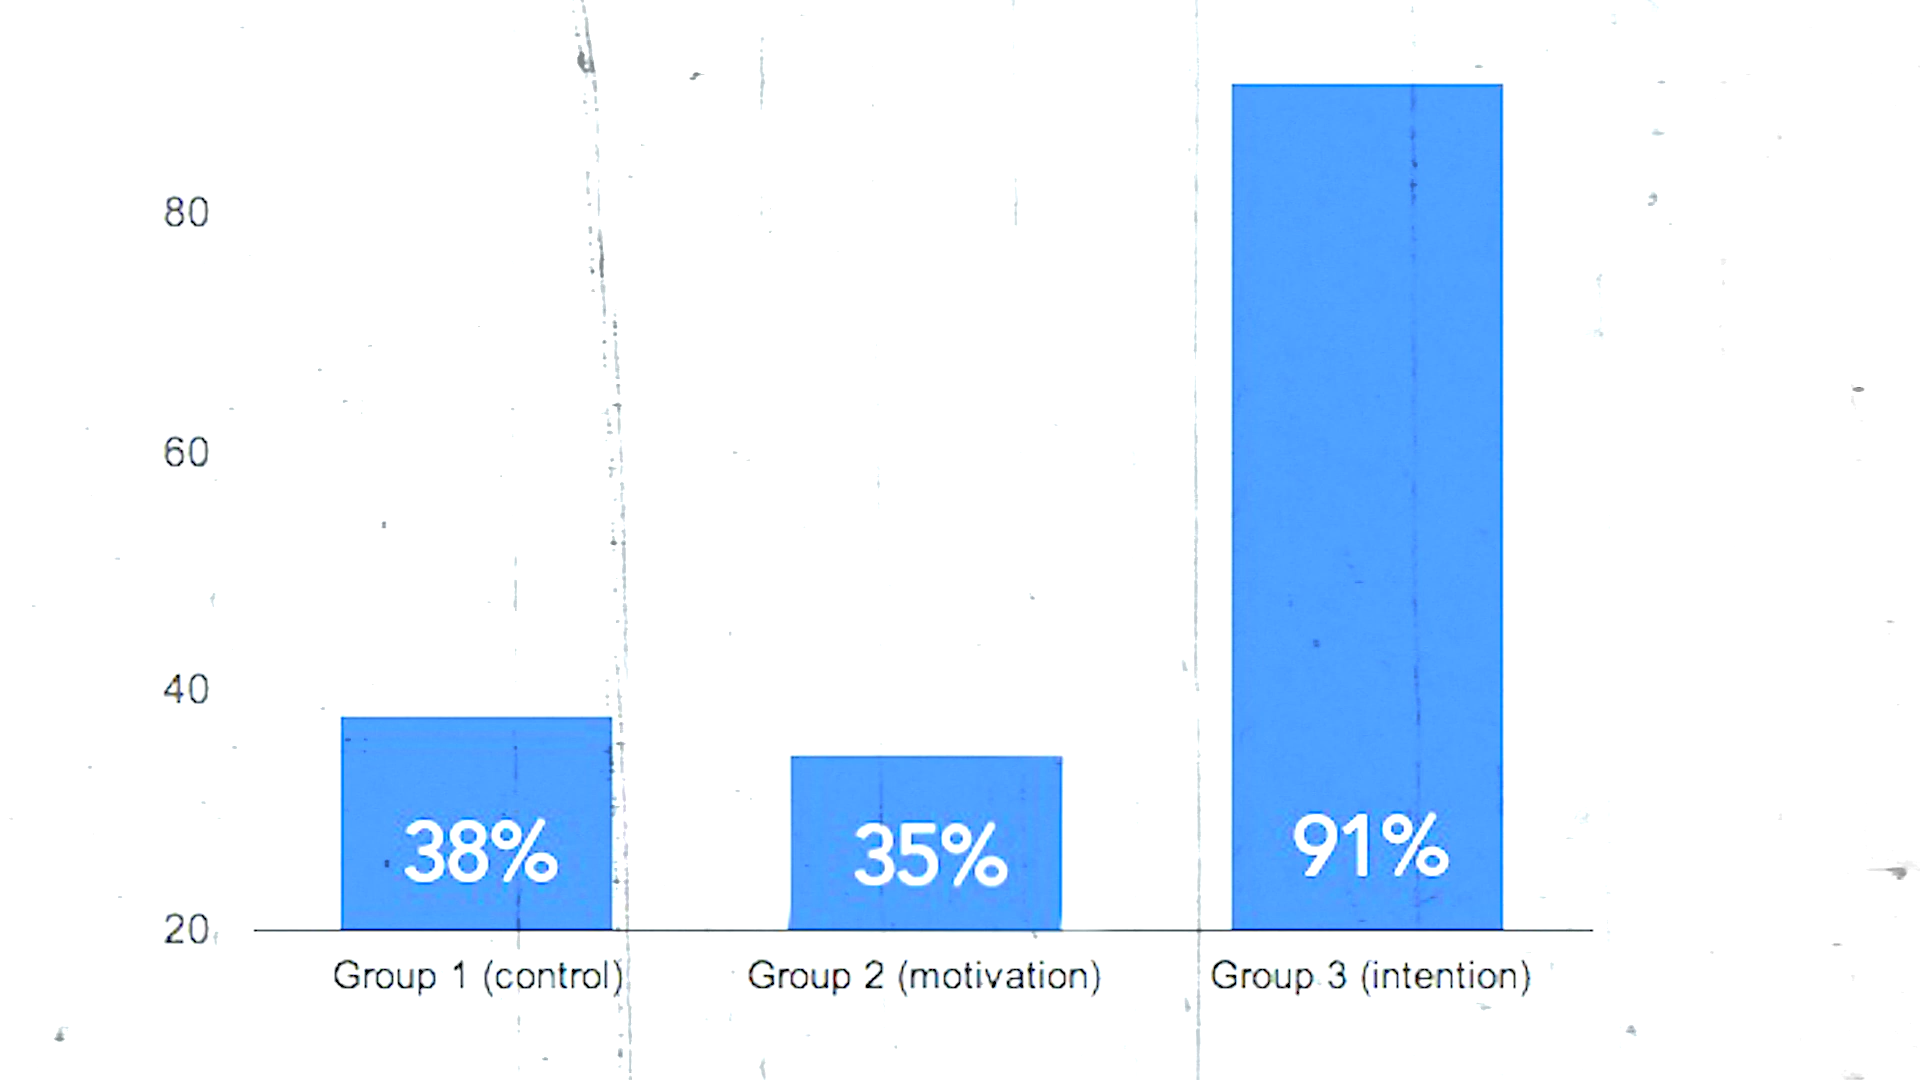 80
60
40
20
38%
35%
91%
Group 1 (control)
Group 2 (motivation)
Group 3 (intention)